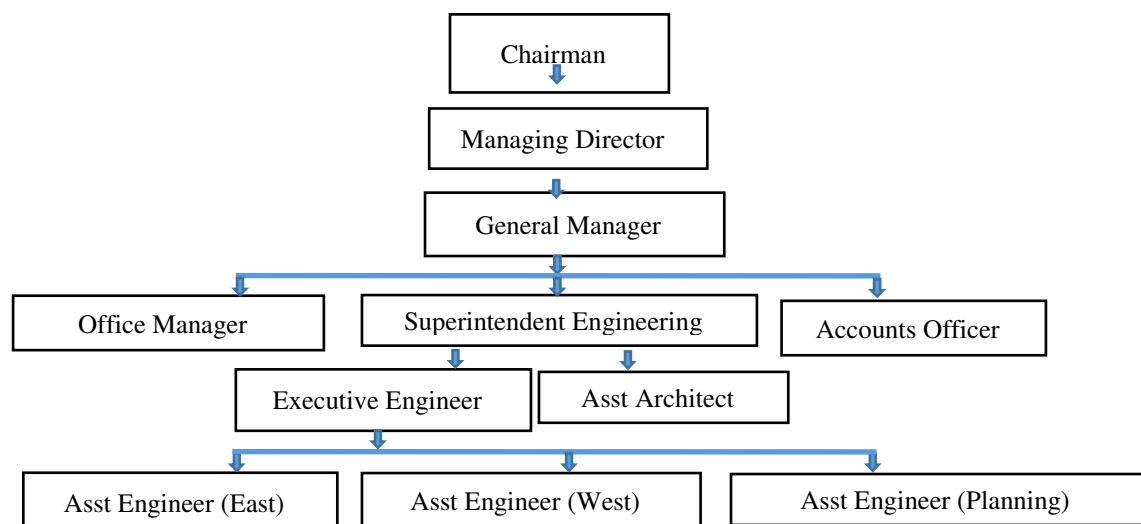 Chairman
Managing Director
General Manager
Office Manager
Superintendent Engineering
Accounts Officer
Executive Engineer
Asst Architect
Asst Engineer (East)
Asst Engineer (West)
Asst Engineer (Planning)